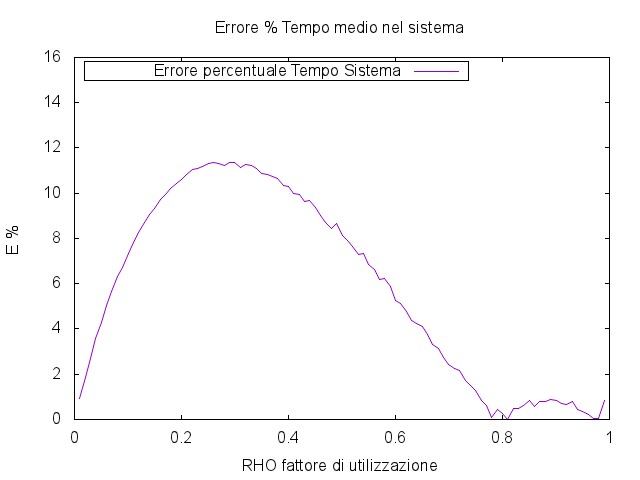 Errore % Tempo medio nel sistema
Errore percentuale Tempo Sistema
16
14
12
10
8
6
4
2
0
E %
0 0.2 0.4 0.6 0.8 1
RHO fattore di utilizzazione